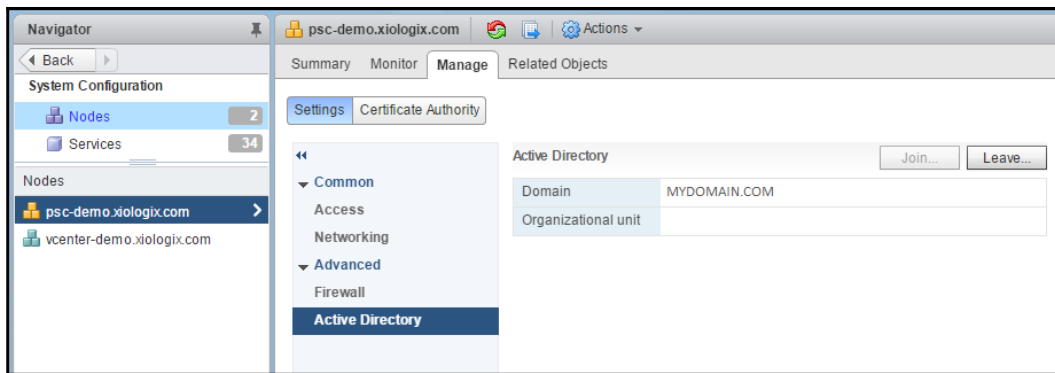 Navigator
Back
System Configuration
Nodes 2
Services 34
Nodes
psc-demo.xiologix.com
vcenter-demo.xiologix.com
psc-demo.xiologix.com Actions
Summary Monitor Manage Related Objects
Settings Certificate Authority
Common
Access
Networking
Advanced
Firewall
Active Directory
Active Directory Join... Leave...
Domain MYDOMAIN.COM
Organizational unit